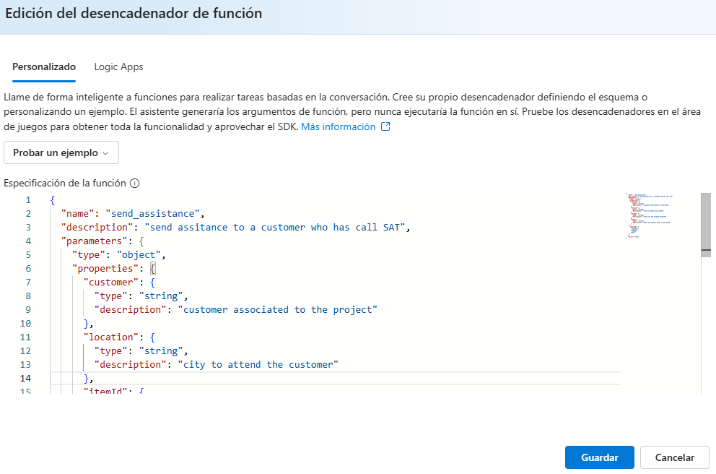 Edición del desencadenador de función
Personalizado Logic Apps
Llame de forma inteligente a funciones para realizar tareas basadas en la conversación. Cree su propio desencadenador definiendo el esquema o
personalizando un ejemplo. El asistente generaría los argumentos de función, pero nunca ejecutaría la función en sí. Pruebe los desencadenadores en el área
de juegos para obtener toda la funcionalidad y aprovechar el SDK. Más información
Probar un ejemplo
Especificación de la función
1 {
2 "name": "send_assistance",
3 "description": "send assitance to a customer who has call SAT",
4 "parameters": {
5 "type": "object",
6 "properties": {
7 "customer": {
8 "type": "string",
9 "description": "customer associated to the project"
10 },
11 "location": {
12 "type": "string",
13 "description": "city to attend the customer"
14 },
15 "itemId": {
Guardar Cancelar